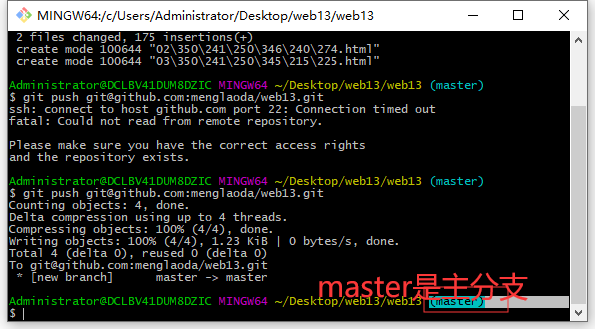 MINGW64:/c/Users/Administrator/Desktop/web13/web13
2 files changed, 175 insertions(+)
create mode 100644 "02\350\241\250\346\240\274.html"
create mode 100644 "03\350\241\250\345\215\225.html"
Administrator@DCLBV41DUM8DZIC MINGW64 ~/Desktop/web13/web13 (master)
$ git push git@github.com:menglaoda/web13.git
ssh: connect to host github.com port 22: Connection timed out
fatal: Could not read from remote repository.
Please make sure you have the correct access rights
and the repository exists.
Administrator@DCLBV41DUM8DZIC MINGW64 ~/Desktop/web13/web13 (master)
$ git push git@github.com:menglaoda/web13.git
Counting objects: 4, done.
Delta compression using up to 4 threads.
Compressing objects: 100% (4/4), done.
Writing objects: 100% (4/4), 1.23 KiB | 0 bytes/s, done.
Total 4 (delta 0), reused 0 (delta 0)
To git@github.com:menglaoda/web13.git
* [new branch]      master -> master
master是主分支
Administrator@DCLBV41DUM8DZIC MINGW64 ~/Desktop/web13/web13 (master)
$